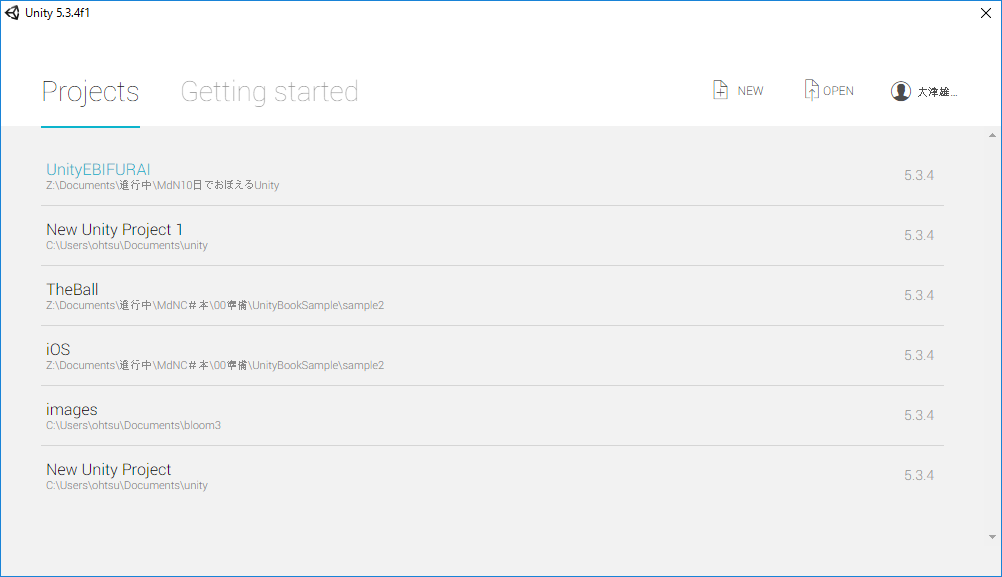 Unity 5.3.4f1
Projects
Getting started
NEW
OPEN
大津雄...
UnityEBIFURAI
Z:\Documents\進行中\MdN10日でおぼえるUnity
5.3.4
New Unity Project 1
C:\Users\ohtsu\Documents\unity
5.3.4
TheBall
Z:\Documents\進行中\MdNC#本\00準備\UnityBookSample\sample2
5.3.4
iOS
Z:\Documents\進行中\MdNC#本\00準備\UnityBookSample\sample2
5.3.4
images
C:\Users\ohtsu\Documents\bloom3
5.3.4
New Unity Project
C:\Users\ohtsu\Documents\unity
5.3.4